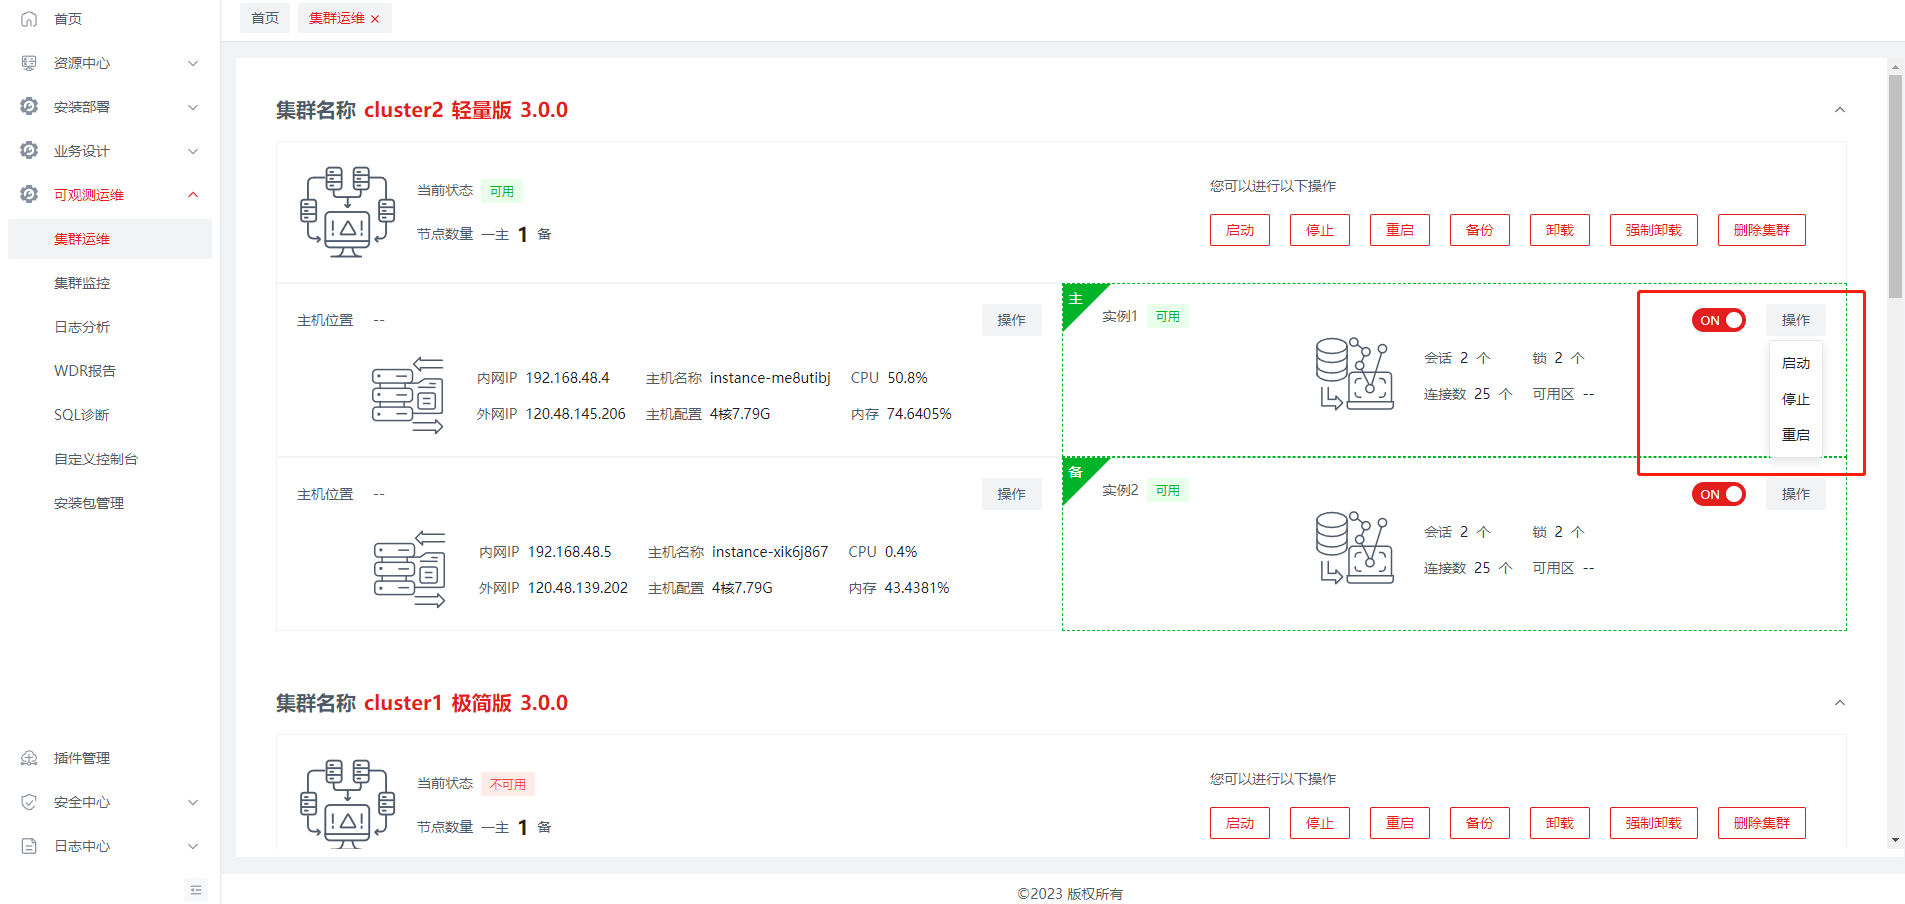 首页
资源中心
安装部署
业务设计
可观测运维
集群运维
集群监控
日志分析
WDR报告
SQL诊断
自定义控制台
安装包管理
插件管理
安全中心
日志中心
首页 集群运维 ×
集群名称 cluster2 轻量版 3.0.0
当前状态 可用
节点数量 一主 1 备
您可以进行以下操作
启动 停止 重启 备份 卸载 强制卸载 删除集群
主机位置 --
操作
内网IP 192.168.48.4 主机名称 instance-me8utibj CPU 50.8%
外网IP 120.48.145.206 主机配置 4核7.79G 内存 74.6405%
主
实例1 可用
会话 2 个 锁 2 个
连接数 25 个 可用区 --
ON 操作
启动
停止
重启
主机位置 --
操作
内网IP 192.168.48.5 主机名称 instance-xik6j867 CPU 0.4%
外网IP 120.48.139.202 主机配置 4核7.79G 内存 43.4381%
备
实例2 可用
会话 2 个 锁 2 个
连接数 25 个 可用区 --
ON 操作
集群名称 cluster1 极简版 3.0.0
当前状态 不可用
节点数量 一主 1 备
您可以进行以下操作
启动 停止 重启 备份 卸载 强制卸载 删除集群
©2023 版权所有